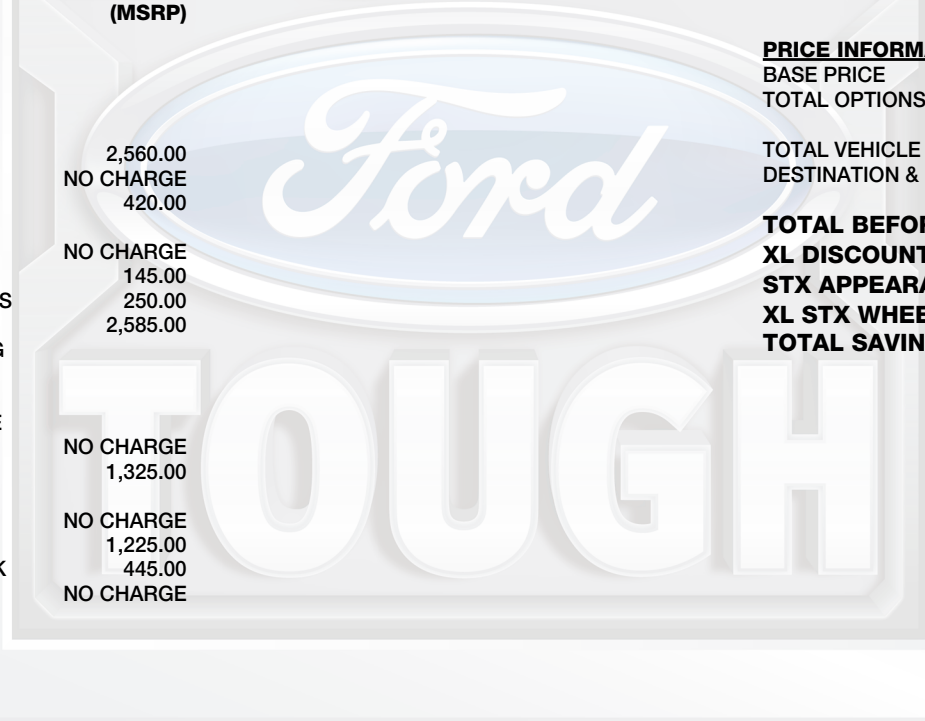 (MSRP)
2,560.00
NO CHARGE
420.00
NO CHARGE
145.00
S 250.00
2,585.00
G
E
NO CHARGE
1,325.00
NO CHARGE
1,225.00
K 445.00
NO CHARGE
PRICE INFORMA
BASE PRICE
TOTAL OPTIONS
TOTAL VEHICLE
DESTINATION &
TOTAL BEFOR
XL DISCOUNT
STX APPEARA
XL STX WHEE
TOTAL SAVIN
Ford
TOUGH